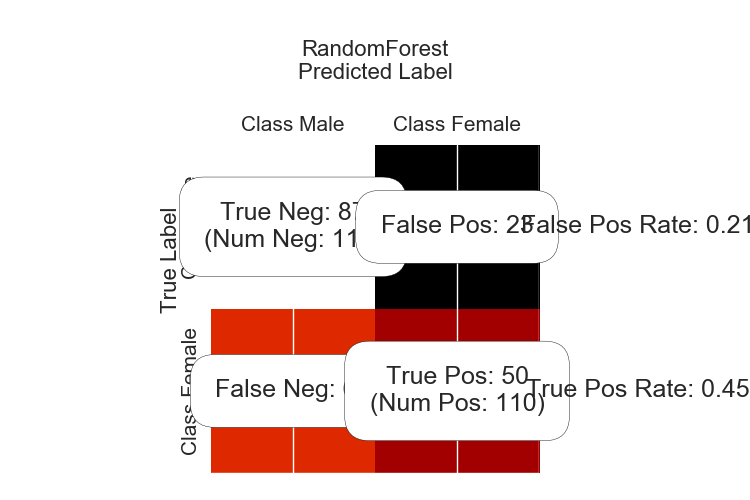 RandomForest
Predicted Label
Class Male
Class Female
True Label
True Neg: 87
(Num Neg: 11
False Pos: 23
False Pos Rate: 0.21
Class Female
False Neg:
True Pos: 50
(Num Pos: 110)
True Pos Rate: 0.45